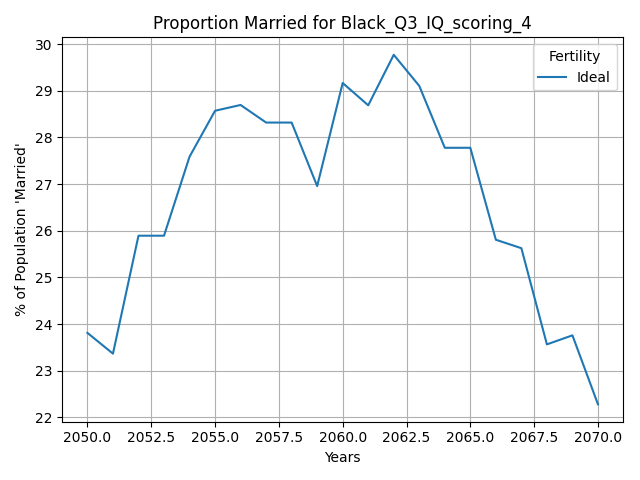 Proportion Married for Black_Q3_IQ_scoring_4
Fertility
Ideal
% of Population 'Married'
30
29
28
27
26
25
24
23
22
2050.0 2052.5 2055.0 2057.5 2060.0 2062.5 2065.0 2067.5 2070.0
Years